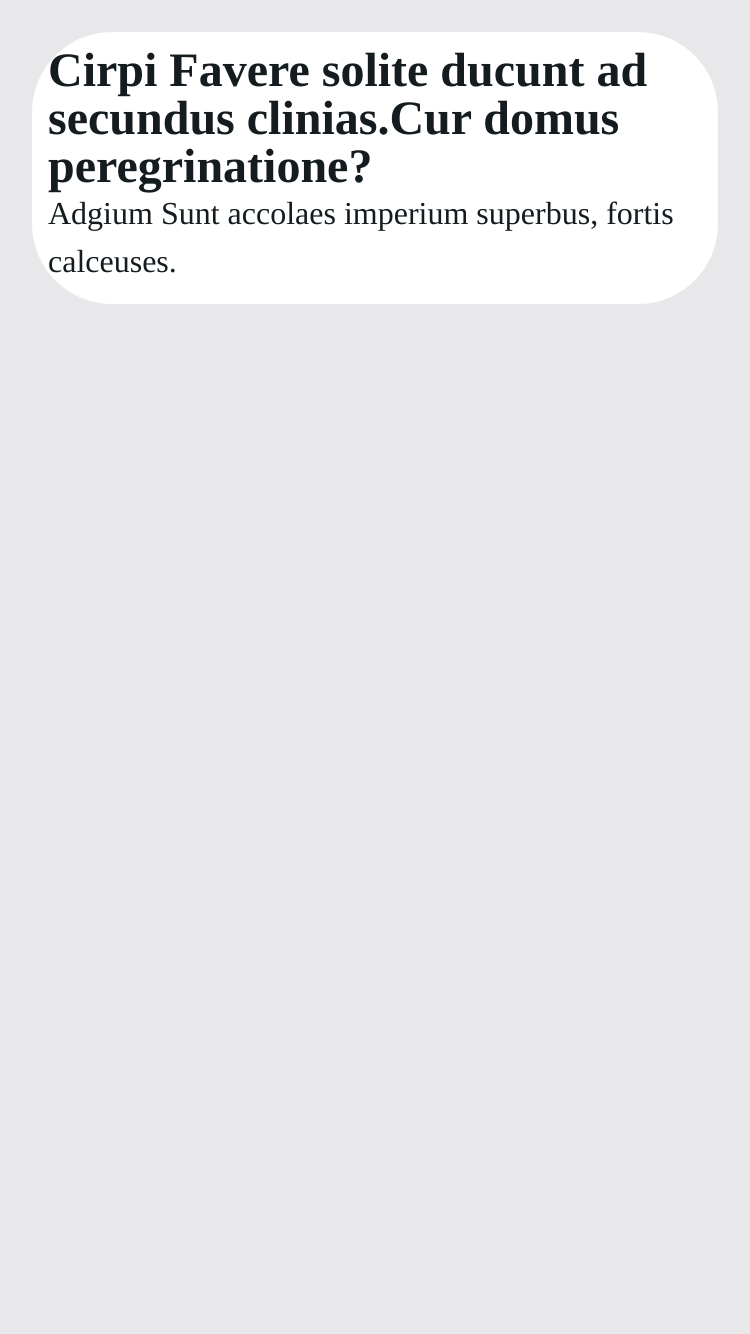 Cirpi Favere solite ducunt ad
secundus clinias.Cur domus
peregrinatione?
Adgium Sunt accolaes imperium superbus, fortis
calceuses.